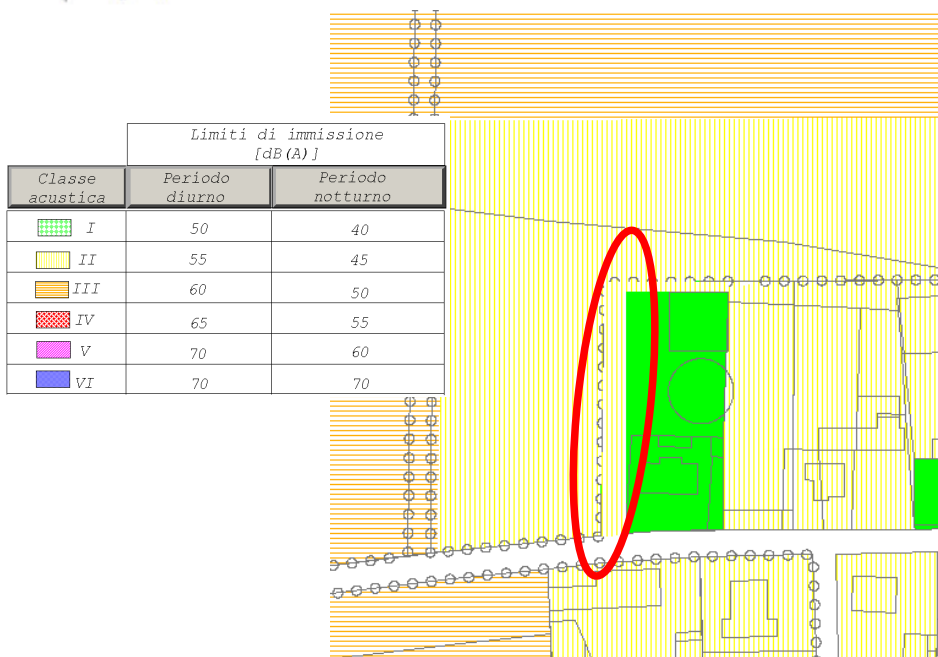 Limiti di immissione
[dB(A)]
Classe acustica Periodo diurno Periodo notturno
I 50 40
II 55 45
III 60 50
IV 65 55
V 70 60
VI 70 70